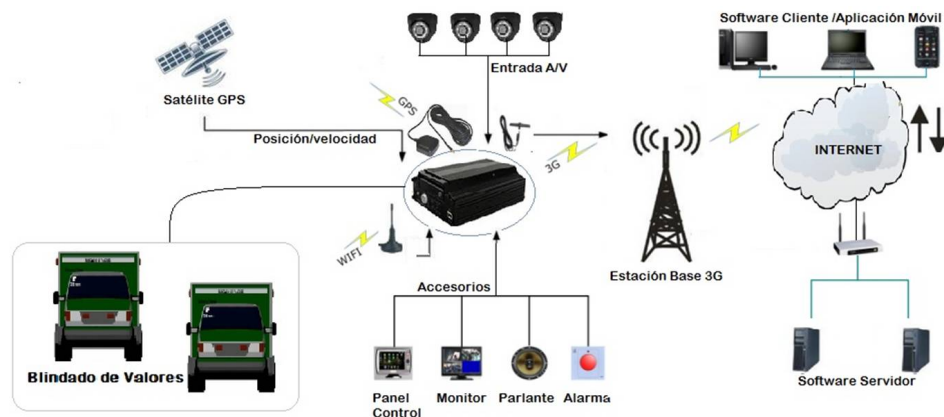 Software Cliente /Aplicación Móvil
Entrada A/V
Satélite GPS
GPS
Posición/velocidad
3G
INTERNET
WIFI
Estación Base 3G
Accesorios
Blindado de Valores
Panel
Control
Monitor
Parlante
Alarma
Software Servidor